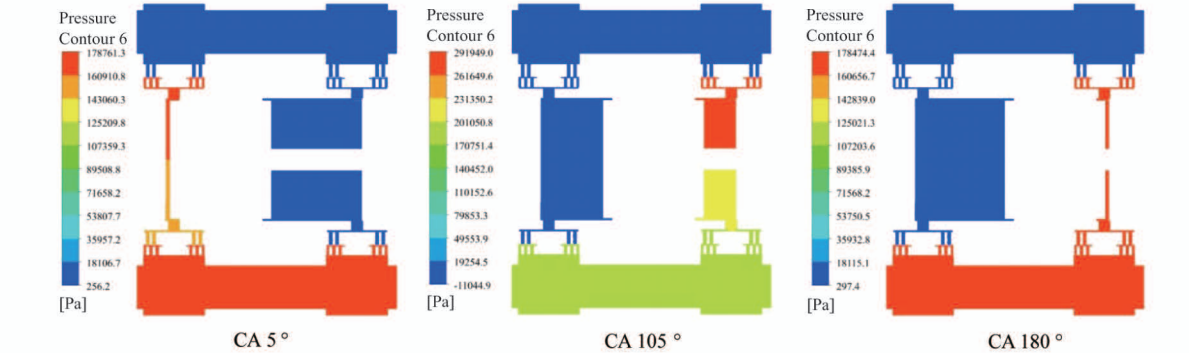 Pressure
Contour 6
178761.3
160910.8
143060.3
125209.8
107359.3
89508.8
71658.2
53807.7
35957.2
18106.7
256.2
[Pa]
CA 5 °
Pressure
Contour 6
291949.0
261649.6
231350.2
201050.8
170751.4
140452.0
110152.6
79853.3
49553.9
19254.5
-11044.9
[Pa]
CA 105 °
Pressure
Contour 6
178474.4
160656.7
142839.0
125021.3
107203.6
89385.9
71568.2
53750.5
35932.8
18115.1
297.4
[Pa]
CA 180 °